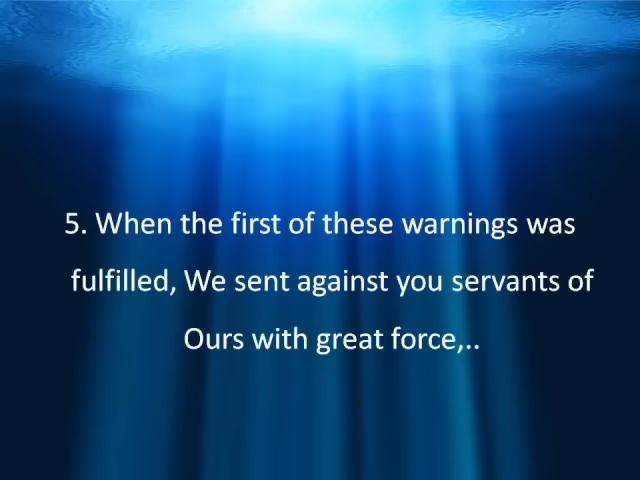 5. When the first of these warnings was
fulfilled, We sent against you servants of
Ours with great force,..